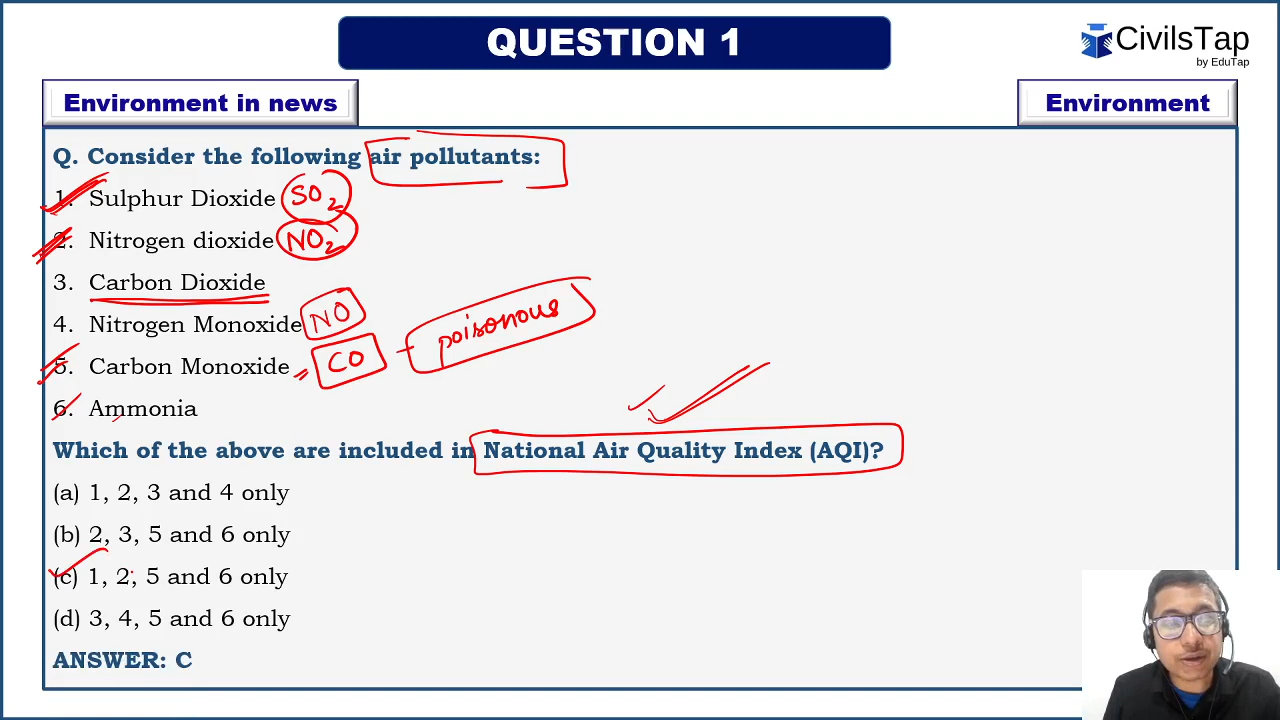 QUESTION 1
CivilsTap
by EduTap
Environment in news
Environment
Q. Consider the following air pollutants:
1. Sulphur Dioxide SO2
2. Nitrogen dioxide NO2
3. Carbon Dioxide
4. Nitrogen Monoxide NO
5. Carbon Monoxide = CO - poisonous
6. Ammonia
Which of the above are included in National Air Quality Index (AQI)?
(a) 1, 2, 3 and 4 only
(b) 2, 3, 5 and 6 only
(c) 1, 2, 5 and 6 only
(d) 3, 4, 5 and 6 only
ANSWER: C